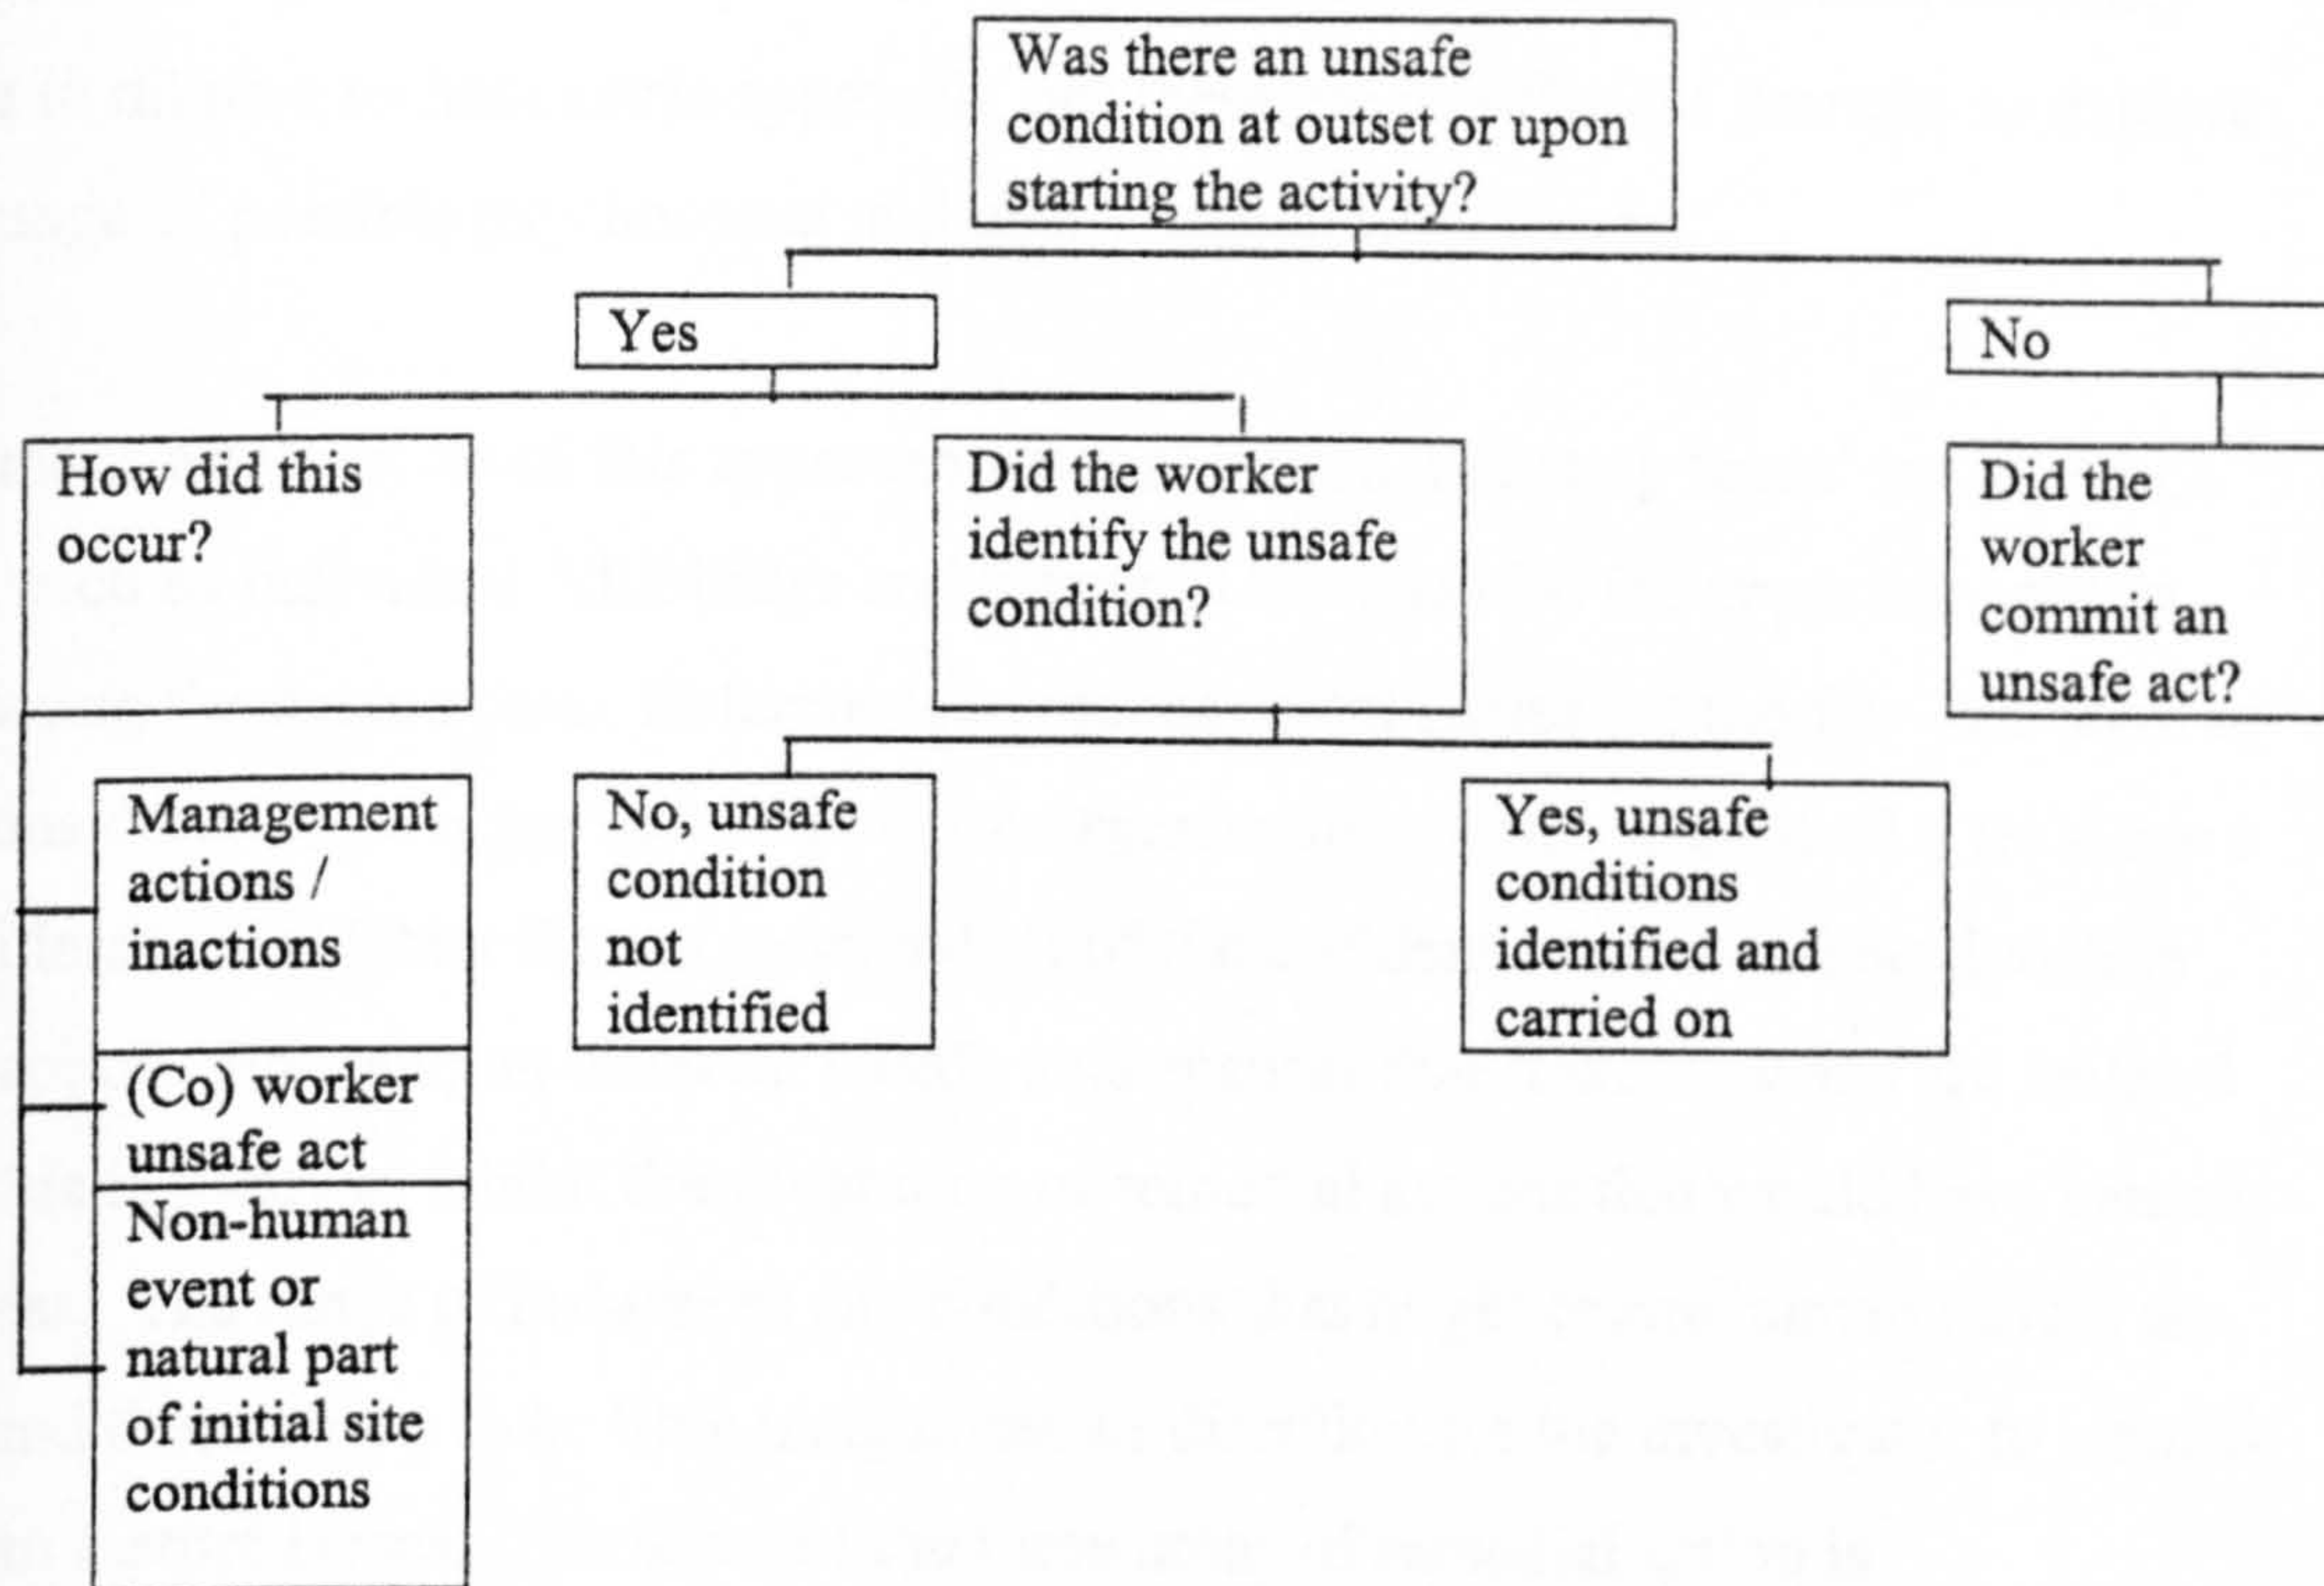 Was there an unsafe
condition at outset or upon
starting the activity?
Yes
No
How did this
occur?
Did the worker
identify the unsafe
condition?
Did the
worker
commit an
unsafe act?
Management
actions /
inactions
No, unsafe
condition
not
identified
Yes, unsafe
conditions
identified and
carried on
(Co) worker
unsafe act
Non-human
event or
natural part
of initial site
conditions